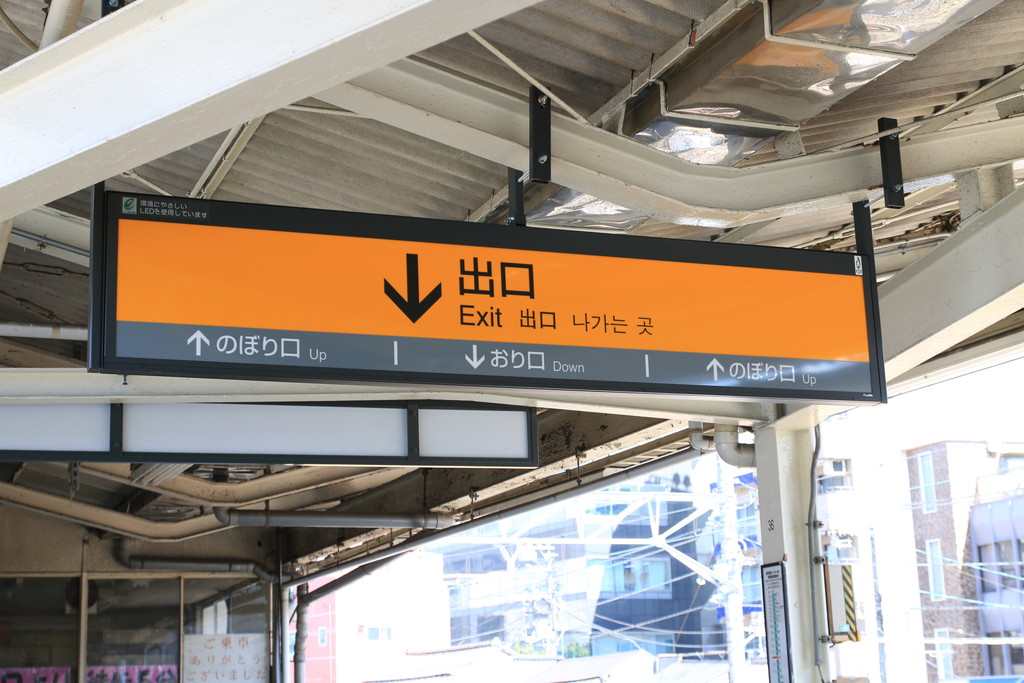 環境にやさしい
LEDを使用しています
↓ 出口
Exit 出口 나가는 곳
↑のぼり口 Up | ↓おり口 Down | ↑のぼり口 Up
36
ご乗車
ありがとう
ございました